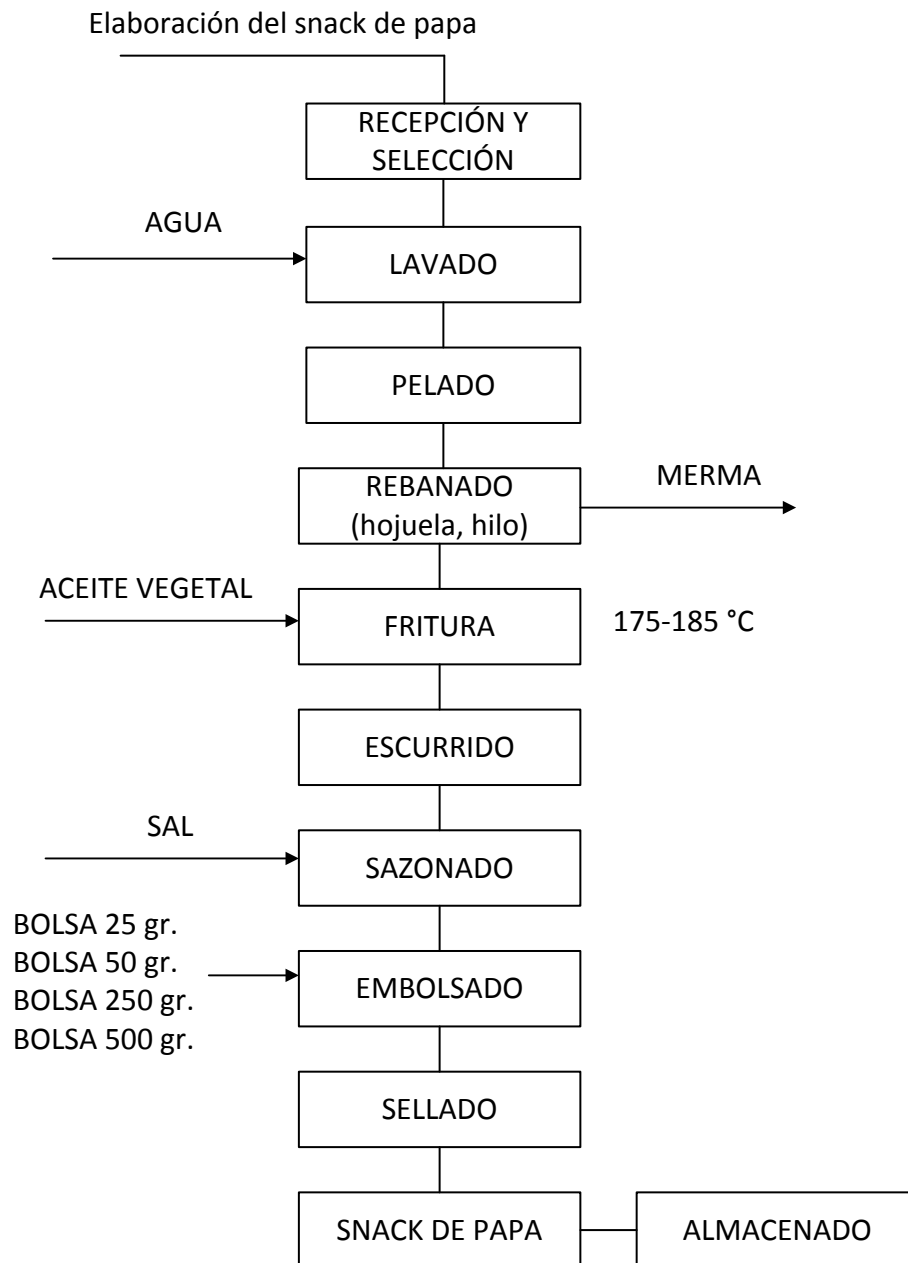 Elaboración del snack de papa
RECEPCIÓN Y
SELECCIÓN
AGUA
LAVADO
PELADO
REBANADO
(hojuela, hilo)
MERMA
ACEITE VEGETAL
FRITURA
175-185 °C
ESCURRIDO
SAL
SAZONADO
BOLSA 25 gr.
BOLSA 50 gr.
BOLSA 250 gr.
BOLSA 500 gr.
EMBOLSADO
SELLADO
SNACK DE PAPA
ALMACENADO